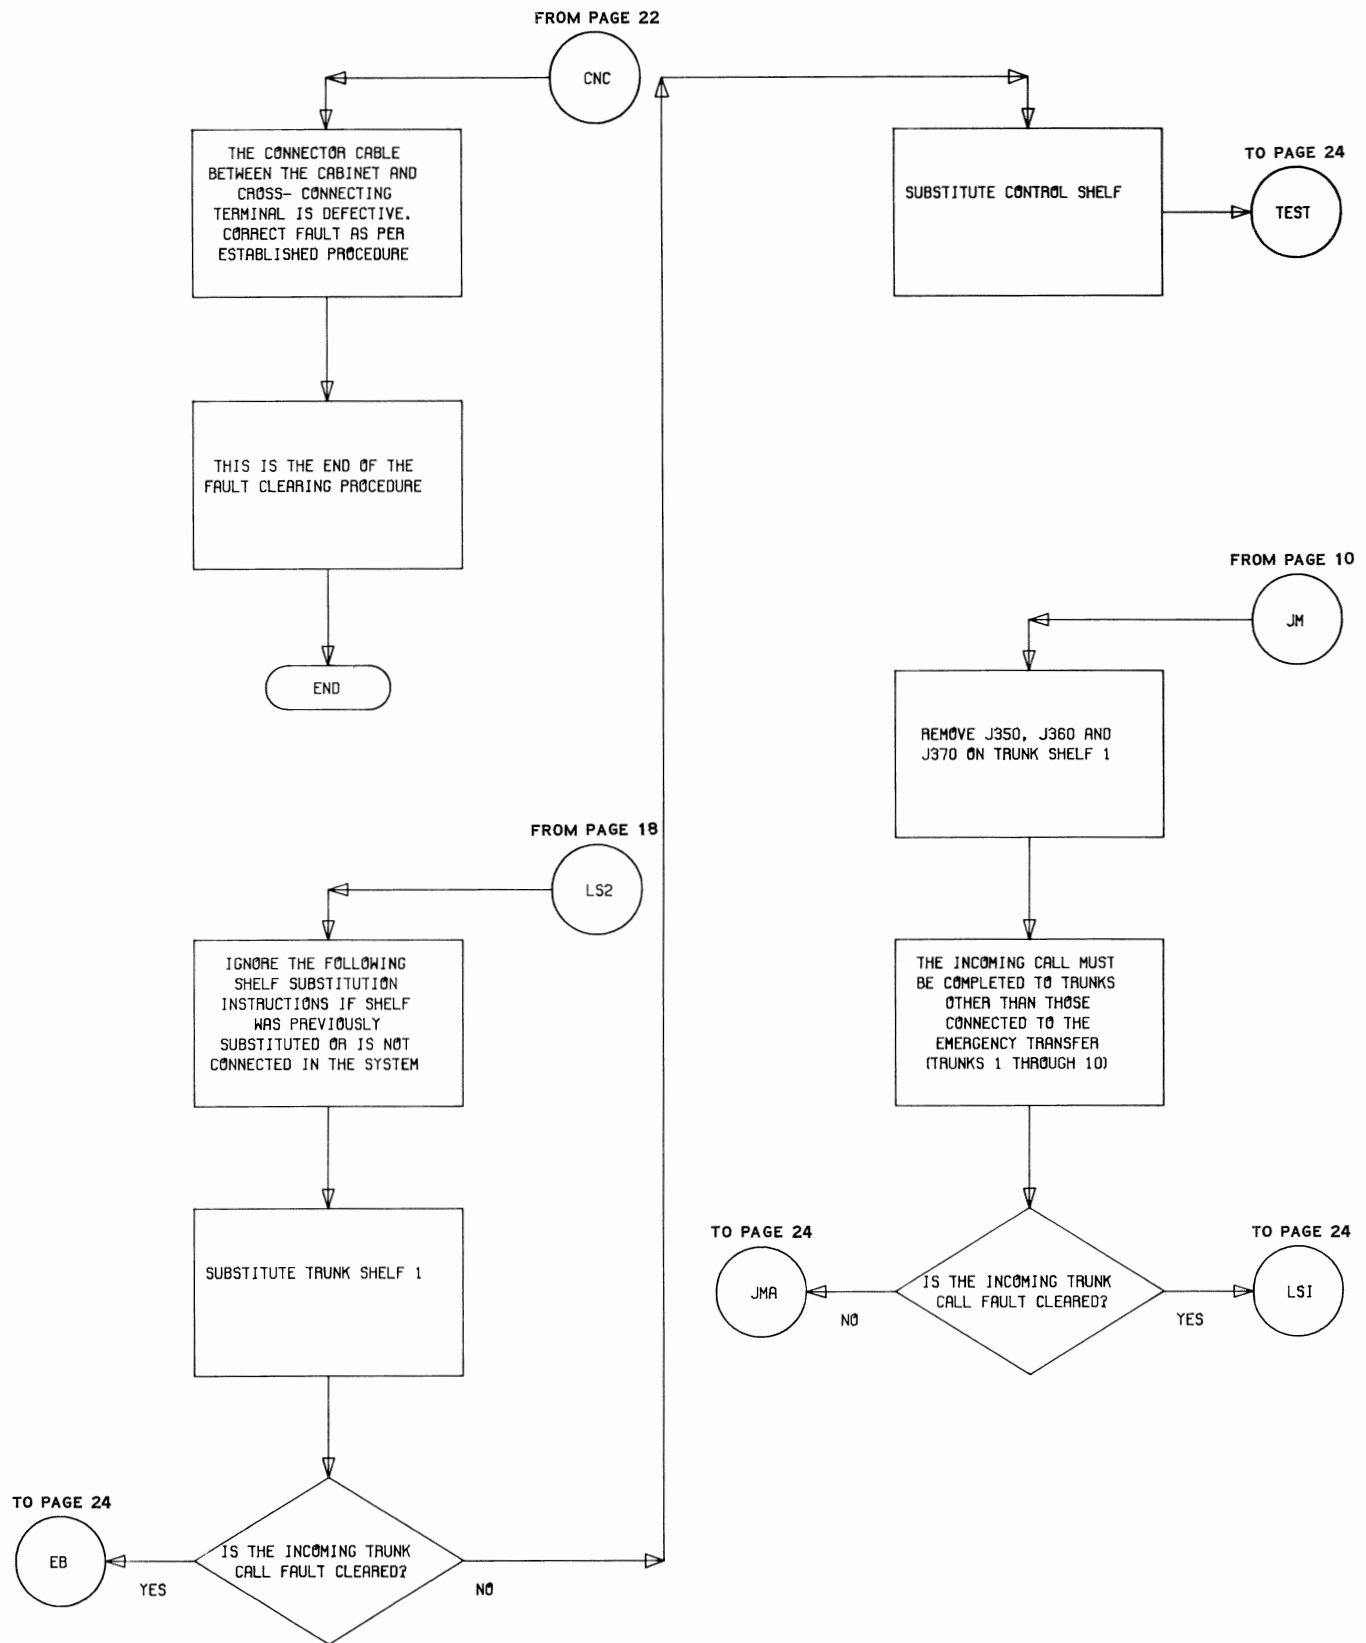 FROM PAGE 22
CNC
THE CONNECTOR CABLE
BETWEEN THE CABINET AND
CROSS- CONNECTING
TERMINAL IS DEFECTIVE.
CORRECT FAULT AS PER
ESTABLISHED PROCEDURE
THIS IS THE END OF THE
FAULT CLEARING PROCEDURE
END
FROM PAGE 18
LS2
IGNORE THE FOLLOWING
SHELF SUBSTITUTION
INSTRUCTIONS IF SHELF
WAS PREVIOUSLY
SUBSTITUTED OR IS NOT
CONNECTED IN THE SYSTEM
SUBSTITUTE TRUNK SHELF 1
IS THE INCOMING TRUNK
CALL FAULT CLEARED?
TO PAGE 24
EB
YES
NO
SUBSTITUTE CONTROL SHELF
TO PAGE 24
TEST
FROM PAGE 10
JM
REMOVE J350, J360 AND
J370 ON TRUNK SHELF 1
THE INCOMING CALL MUST
BE COMPLETED TO TRUNKS
OTHER THAN THOSE
CONNECTED TO THE
EMERGENCY TRANSFER
(TRUNKS 1 THROUGH 10)
IS THE INCOMING TRUNK
CALL FAULT CLEARED?
TO PAGE 24
JMA
NO
TO PAGE 24
LSI
YES